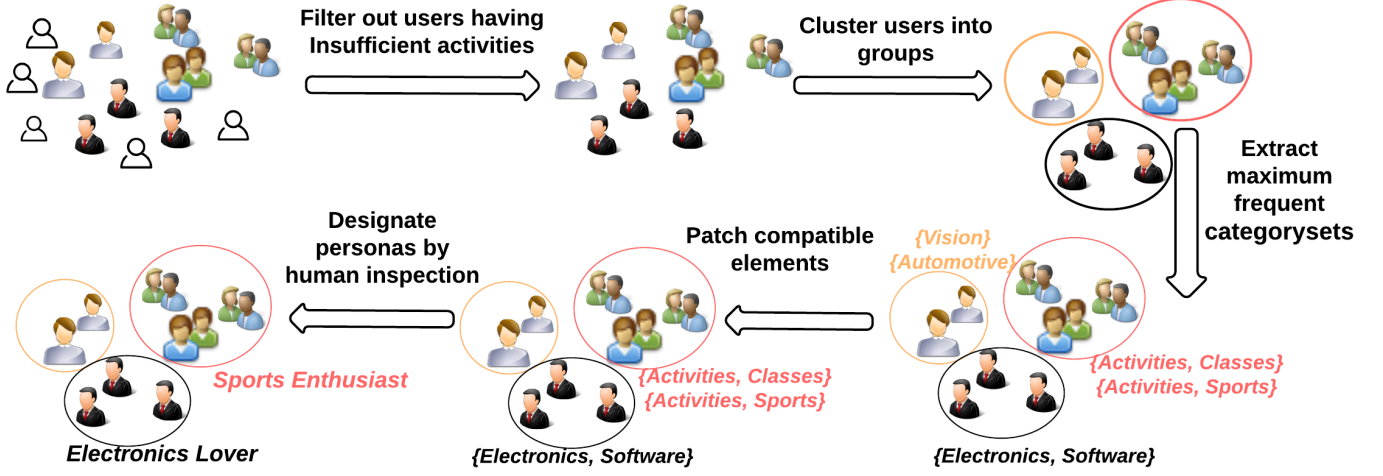 Filter out users having
Insufficient activities
Cluster users into
groups
Extract
maximum
frequent
categorysets
{Vision}
{Automotive}
{Activities, Classes}
{Activities, Sports}
{Electronics, Software}
Patch compatible
elements
{Activities, Classes}
{Activities, Sports}
{Electronics, Software}
Designate
personas by
human inspection
Sports Enthusiast
Electronics Lover